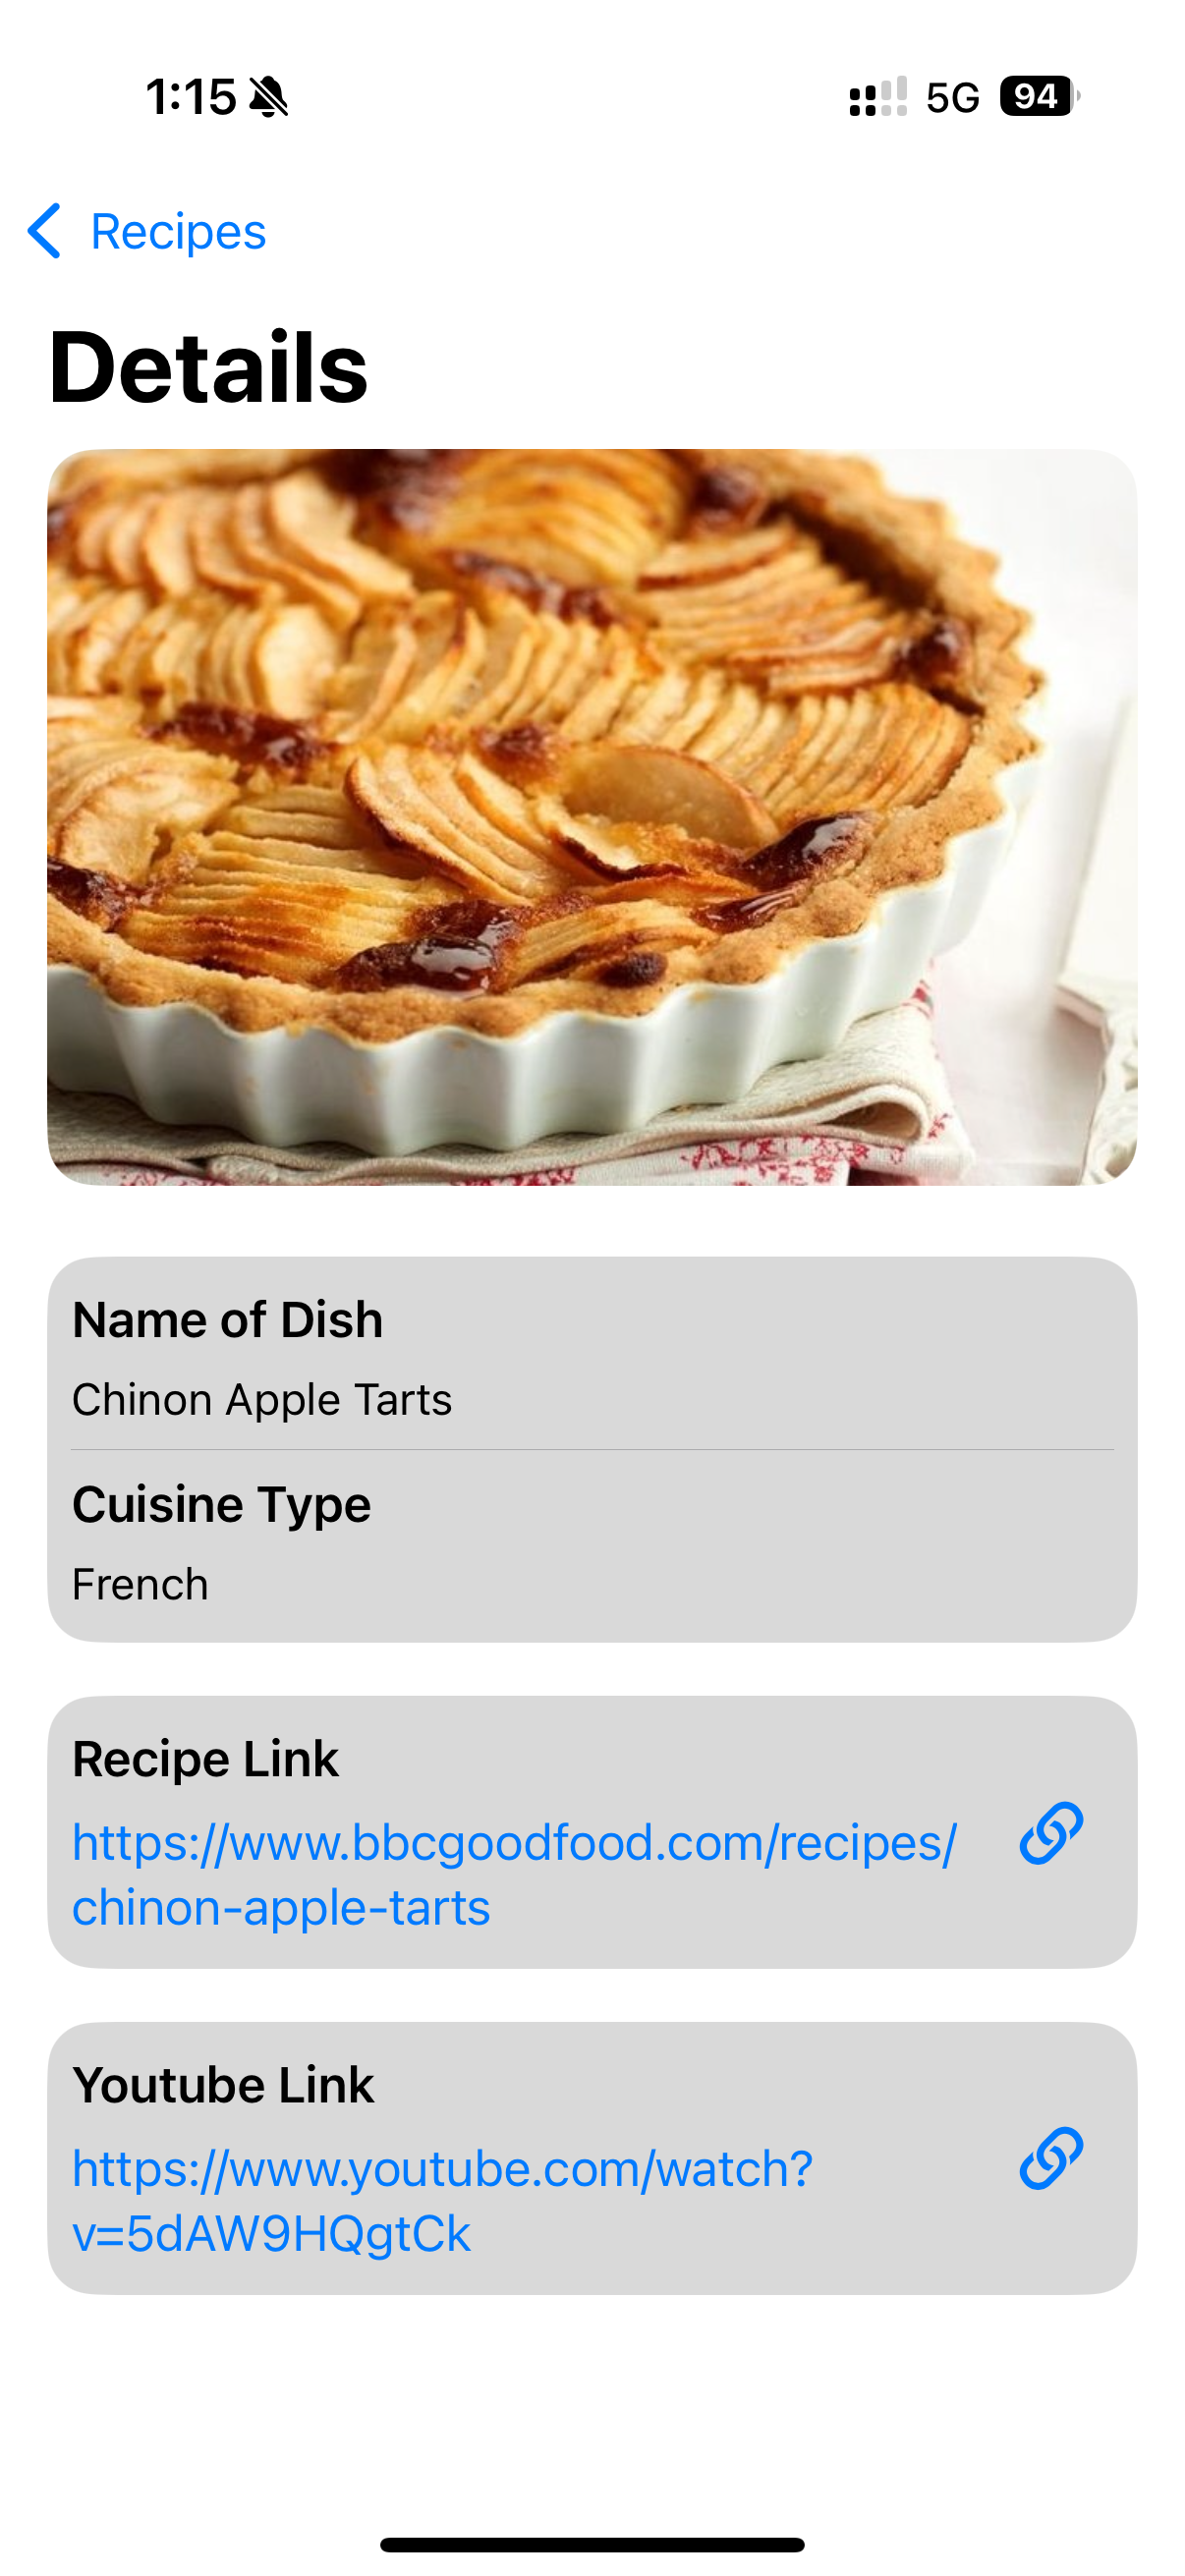 1:15
5G
94
Recipes
Details
Name of Dish
Chinon Apple Tarts
Cuisine Type
French
Recipe Link
https://www.bbcgoodfood.com/recipes/
chinon-apple-tarts
Youtube Link
https://www.youtube.com/watch?
v=5dAW9HQgtCk